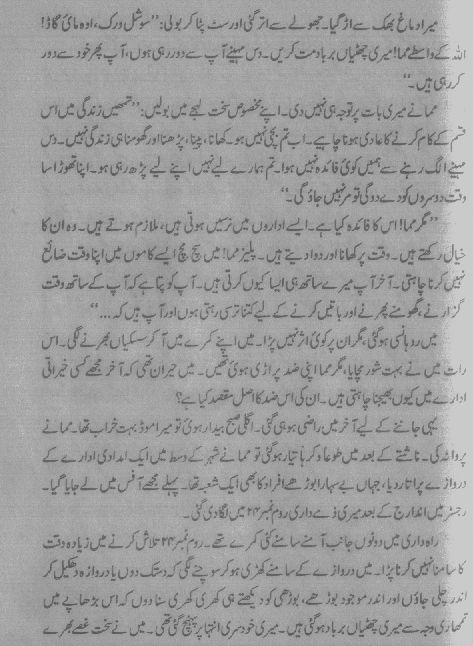 میرا دماغ بھک سے اڑ گیا۔ جھولے سے اتر گئی اور سٹ پٹا کر بولی: ”سوشل ورک، اوہ مائی گاڈ!
اللہ کے واسطے مما! میری چھٹیاں برباد مت کریں۔ دس مہینے آپ سے دور رہی ہوں، آپ پھر خود سے دور
کر رہی ہیں۔“
ممانے میری بات پر توجہ ہی نہیں دی۔ اپنے مخصوص سخت لہجے میں بولیں: ”تمھیں زندگی میں اس
قسم کے کام کرنے کا عادی ہونا چاہیے۔ اب تم بچی نہیں ہو۔ کھانا، پینا، پڑھنا اور گھومنا ہی زندگی نہیں۔ دس
مہینے الگ رہنے سے ہمیں کوئی فائدہ نہیں ہوا۔ تم ہمارے لیے نہیں اپنے لیے پڑھ رہی ہو۔ اپنا تھوڑا سا
وقت دوسروں کو دے دو گی تو مر نہیں جاؤ گی۔“
”مگر مما! اس کا فائدہ کیا ہے۔ ایسے اداروں میں نرسیں ہوتی ہیں، ملازم ہوتے ہیں۔ وہ ان کا
خیال رکھتے ہیں۔ وقت پر کھانا اور دوا دیتے ہیں۔ پلیز مما! میں سچ مچ ایسے کاموں میں اپنا وقت ضائع
نہیں کرنا چاہتی۔ آخر آپ میرے ساتھ ہی ایسا کیوں کرتی ہیں۔ آپ کو پتا ہے کہ آپ کے ساتھ وقت
گزارنے، گھومنے پھرنے اور باتیں کرنے کے لیے کتنا ترستی رہتی ہوں اور آپ ہیں کہ ...“
میں روہانسی ہو گئی، مگر ان پر کوئی اثر نہیں پڑا۔ میں اپنے کمرے میں آ کر سسکیاں بھرنے لگی۔ اس
رات میں نے بہت شور مچایا، مگر مما اپنی ضد پر اڑی ہوئی تھیں۔ میں حیران تھی کہ آخر مجھے کسی خیراتی
ادارے میں کیوں بھیجنا چاہتی ہیں۔ ان کی اس ضد کا اصل مقصد کیا ہے؟
یہی جاننے کے لیے آخر میں راضی ہو ہی گئی۔ اگلی صبح بیدار ہوئی تو میرا موڈ بہت خراب تھا۔ ممانے
پروا نہ کی۔ ناشتے کے بعد میں طوعاً و کرہاً تیار ہو گئی تو ممانے شہر کے وسط میں ایک امدادی ادارے کے
دروازے پر اتار دیا، جہاں بے سہارا بوڑھے افراد کا بھی ایک شعبہ تھا۔ پہلے مجھے آفس میں لے جایا گیا۔
رجسٹر میں اندراج کے بعد میری ذمے داری روم نمبر ۲۴ میں لگا دی گئی۔
راہ داری میں دونوں جانب آمنے سامنے کئی کمرے تھے۔ روم نمبر ۲۴ تلاش کرنے میں زیادہ دقت
کا سامنا نہیں کرنا پڑا۔ میں دروازے کے سامنے کھڑی ہو کر سوچنے لگی کہ دستک دوں یا دروازہ دھکیل کر
اندر چلی جاؤں اور اندر موجود بوڑھے، بوڑھی کو دیکھتے ہی کھری کھری سنا دوں کہ اس بڑھاپے میں
تمھاری وجہ سے میری چھٹیاں برباد ہو گئی ہیں۔ میری خودسری انتہا پر پہنچ گئی تھی۔ میں نے سخت غصے بھرے